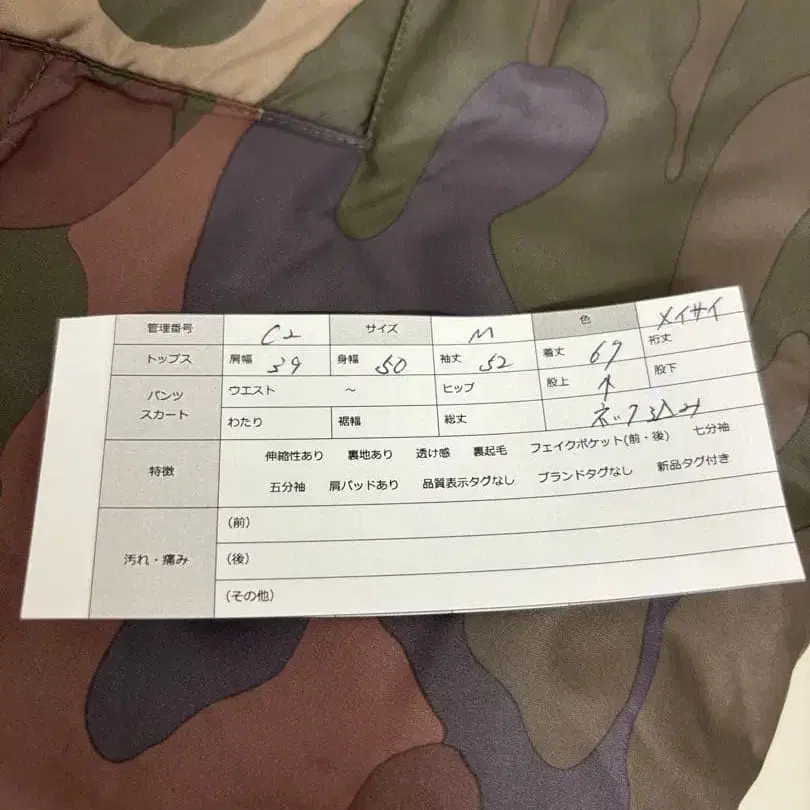 管理番号 C2 サイズ M 色 メイサイ
トップス 肩幅 39 身幅 50 袖丈 52 着丈 67 裄丈
パンツ スカート ウエスト ～ ヒップ 股上 ↑ 股下
わたり 裾幅 総丈 ネック込み
特徴 伸縮性あり 裏地あり 透け感 裏起毛 フェイクポケット(前・後) 七分袖
五分袖 肩パッドあり 品質表示タグなし ブランドタグなし 新品タグ付き
汚れ・痛み (前)
(後)
(その他)